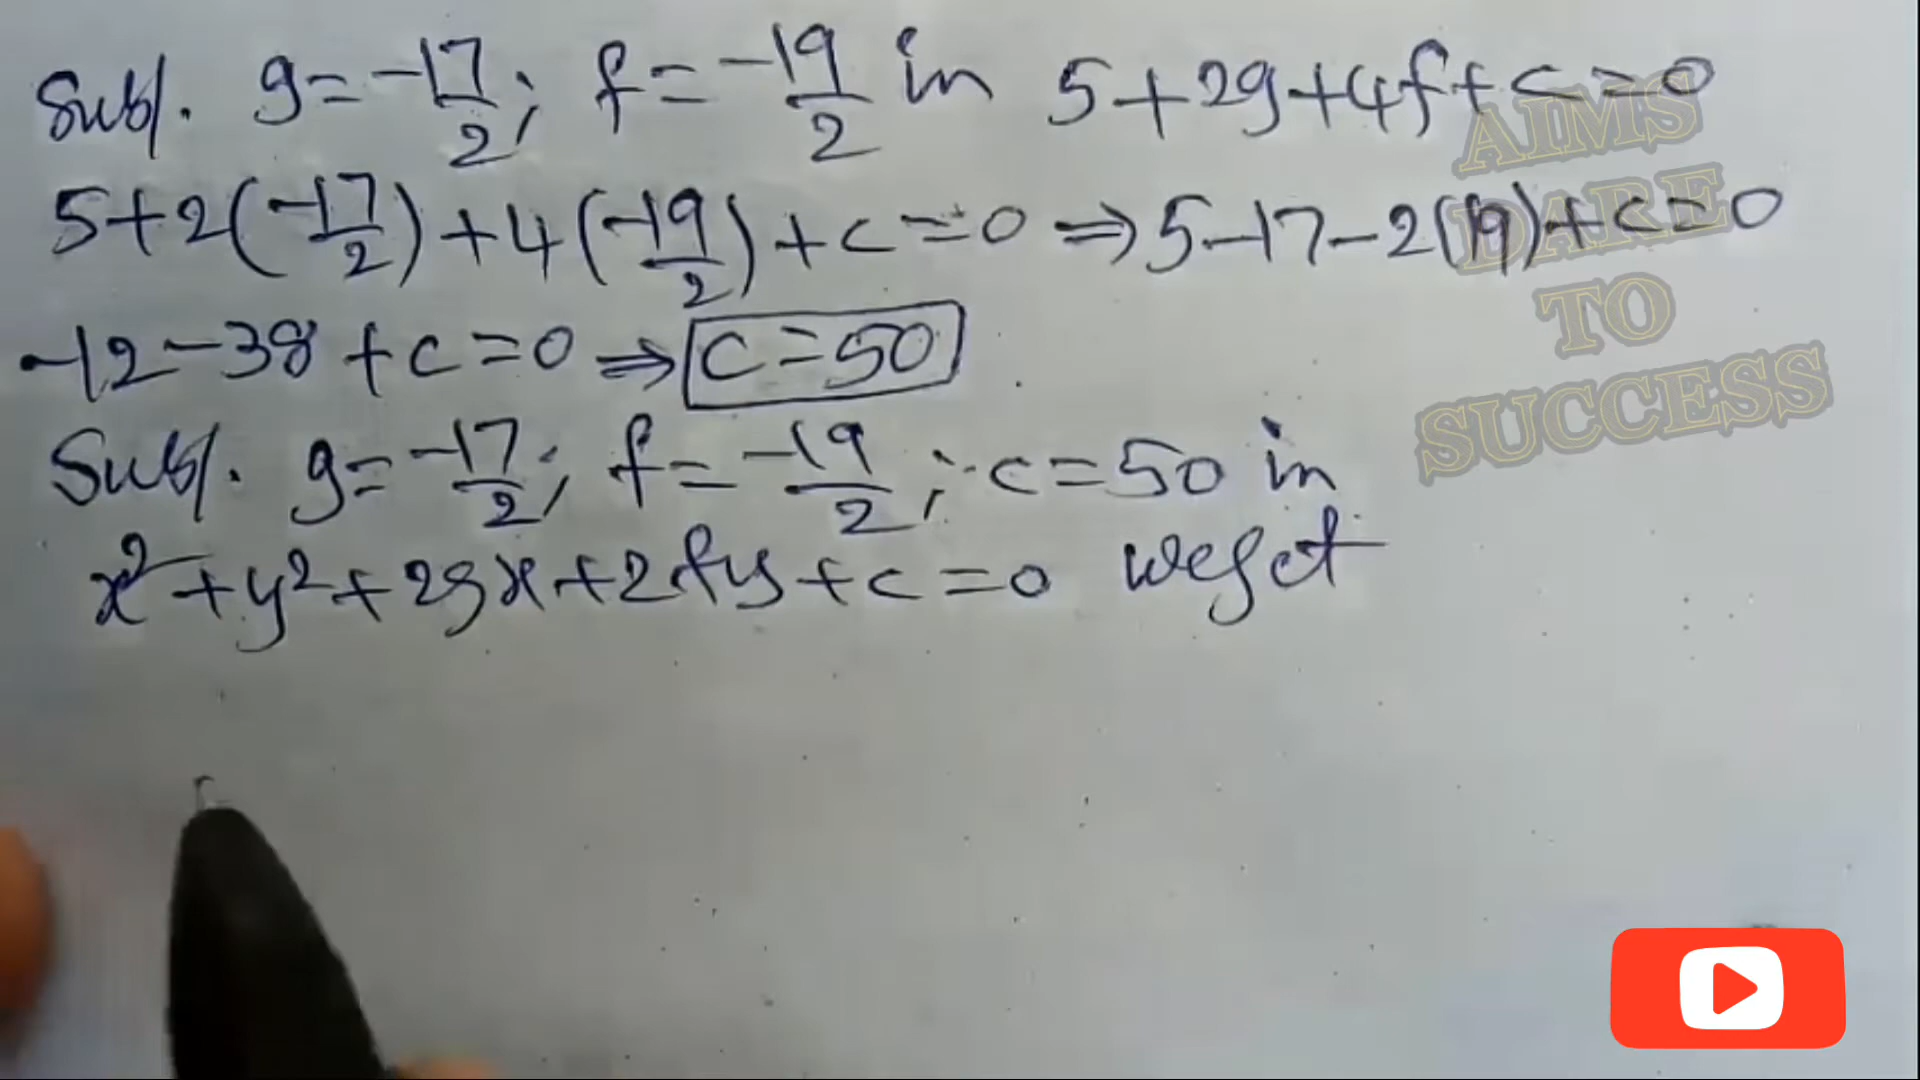 Subs. g = -17/2; f = -19/2 in 5+2g+4f+c=0
5+2(-17/2)+4(-19/2)+c=0 ⇒ 5-17-2(19)+c=0
-12-38+c=0 ⇒ c=50
Subs. g = -17/2; f = -19/2; c=50 in
x²+y²+2gx+2fy+c=0 we get
AIMS
DARE
TO
SUCCESS